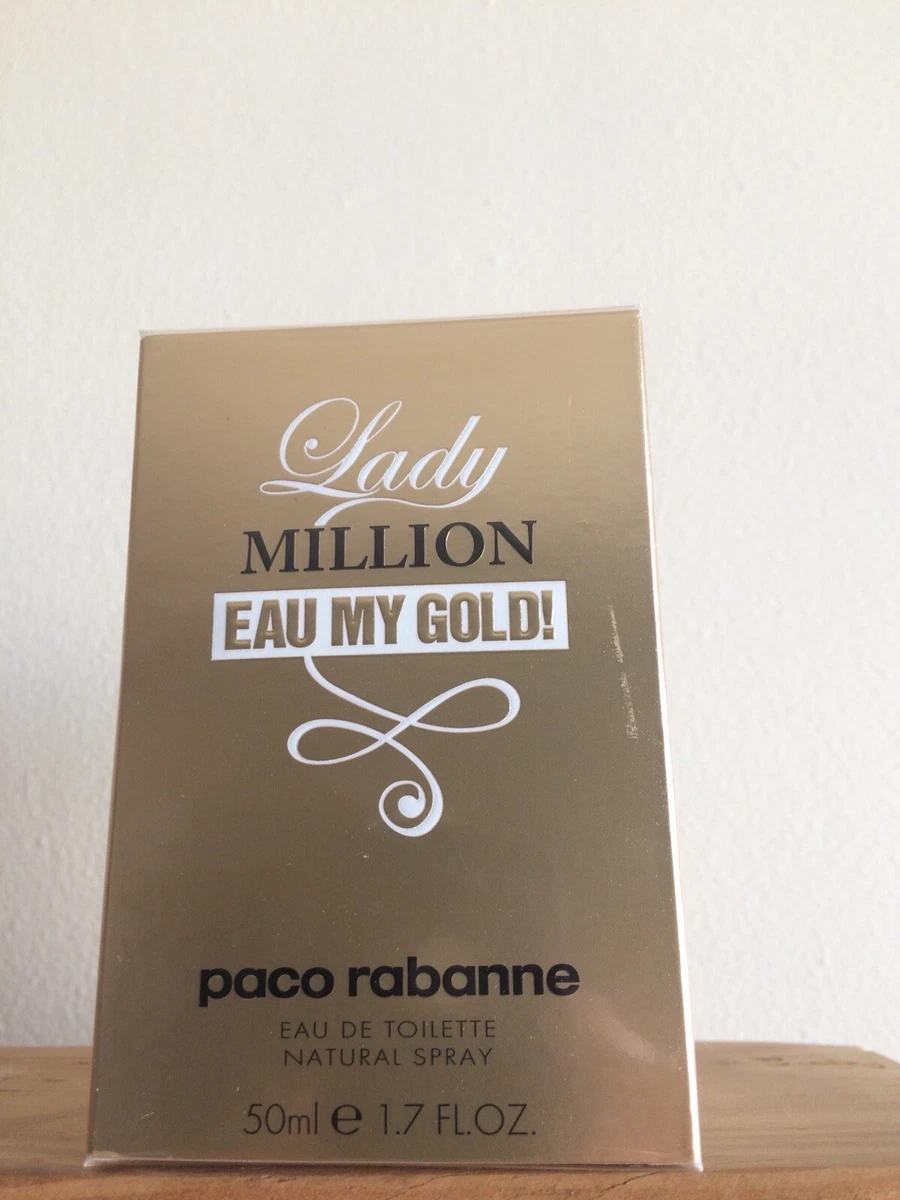 Lady
MILLION
EAU MY GOLD!
paco rabanne
EAU DE TOILETTE
NATURAL SPRAY
50ml e 1.7 FL.OZ.